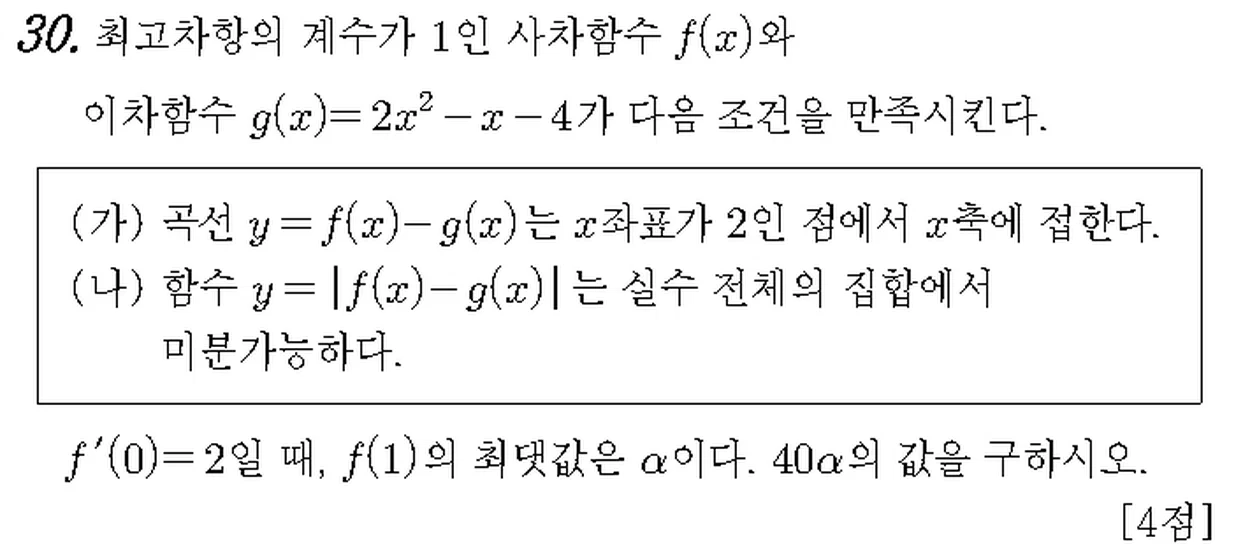 30. 최고차항의 계수가 1인 사차함수 f(x)와
이차함수 g(x)=2x²-x-4가 다음 조건을 만족시킨다.
(가) 곡선 y=f(x)-g(x)는 x좌표가 2인 점에서 x축에 접한다.
(나) 함수 y=|f(x)-g(x)|는 실수 전체의 집합에서
미분가능하다.
f′(0)=2일 때, f(1)의 최댓값은 α이다. 40α의 값을 구하시오.
[4점]